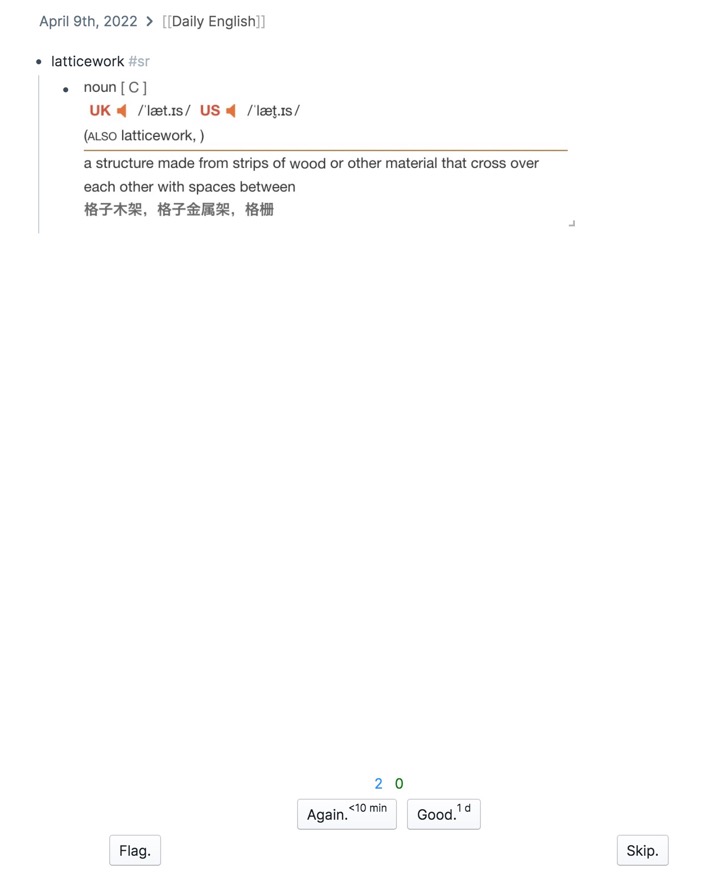 April 9th, 2022 > [[Daily English]]
latticework #sr
noun [ C ]
UK /ˈlæt.ɪs/ US /ˈlæt̬.ɪs/
(ALSO latticework, )
a structure made from strips of wood or other material that cross over
each other with spaces between
格子木架，格子金属架，格栅
2 0
Again.<10 min Good.1 d
Flag. Skip.